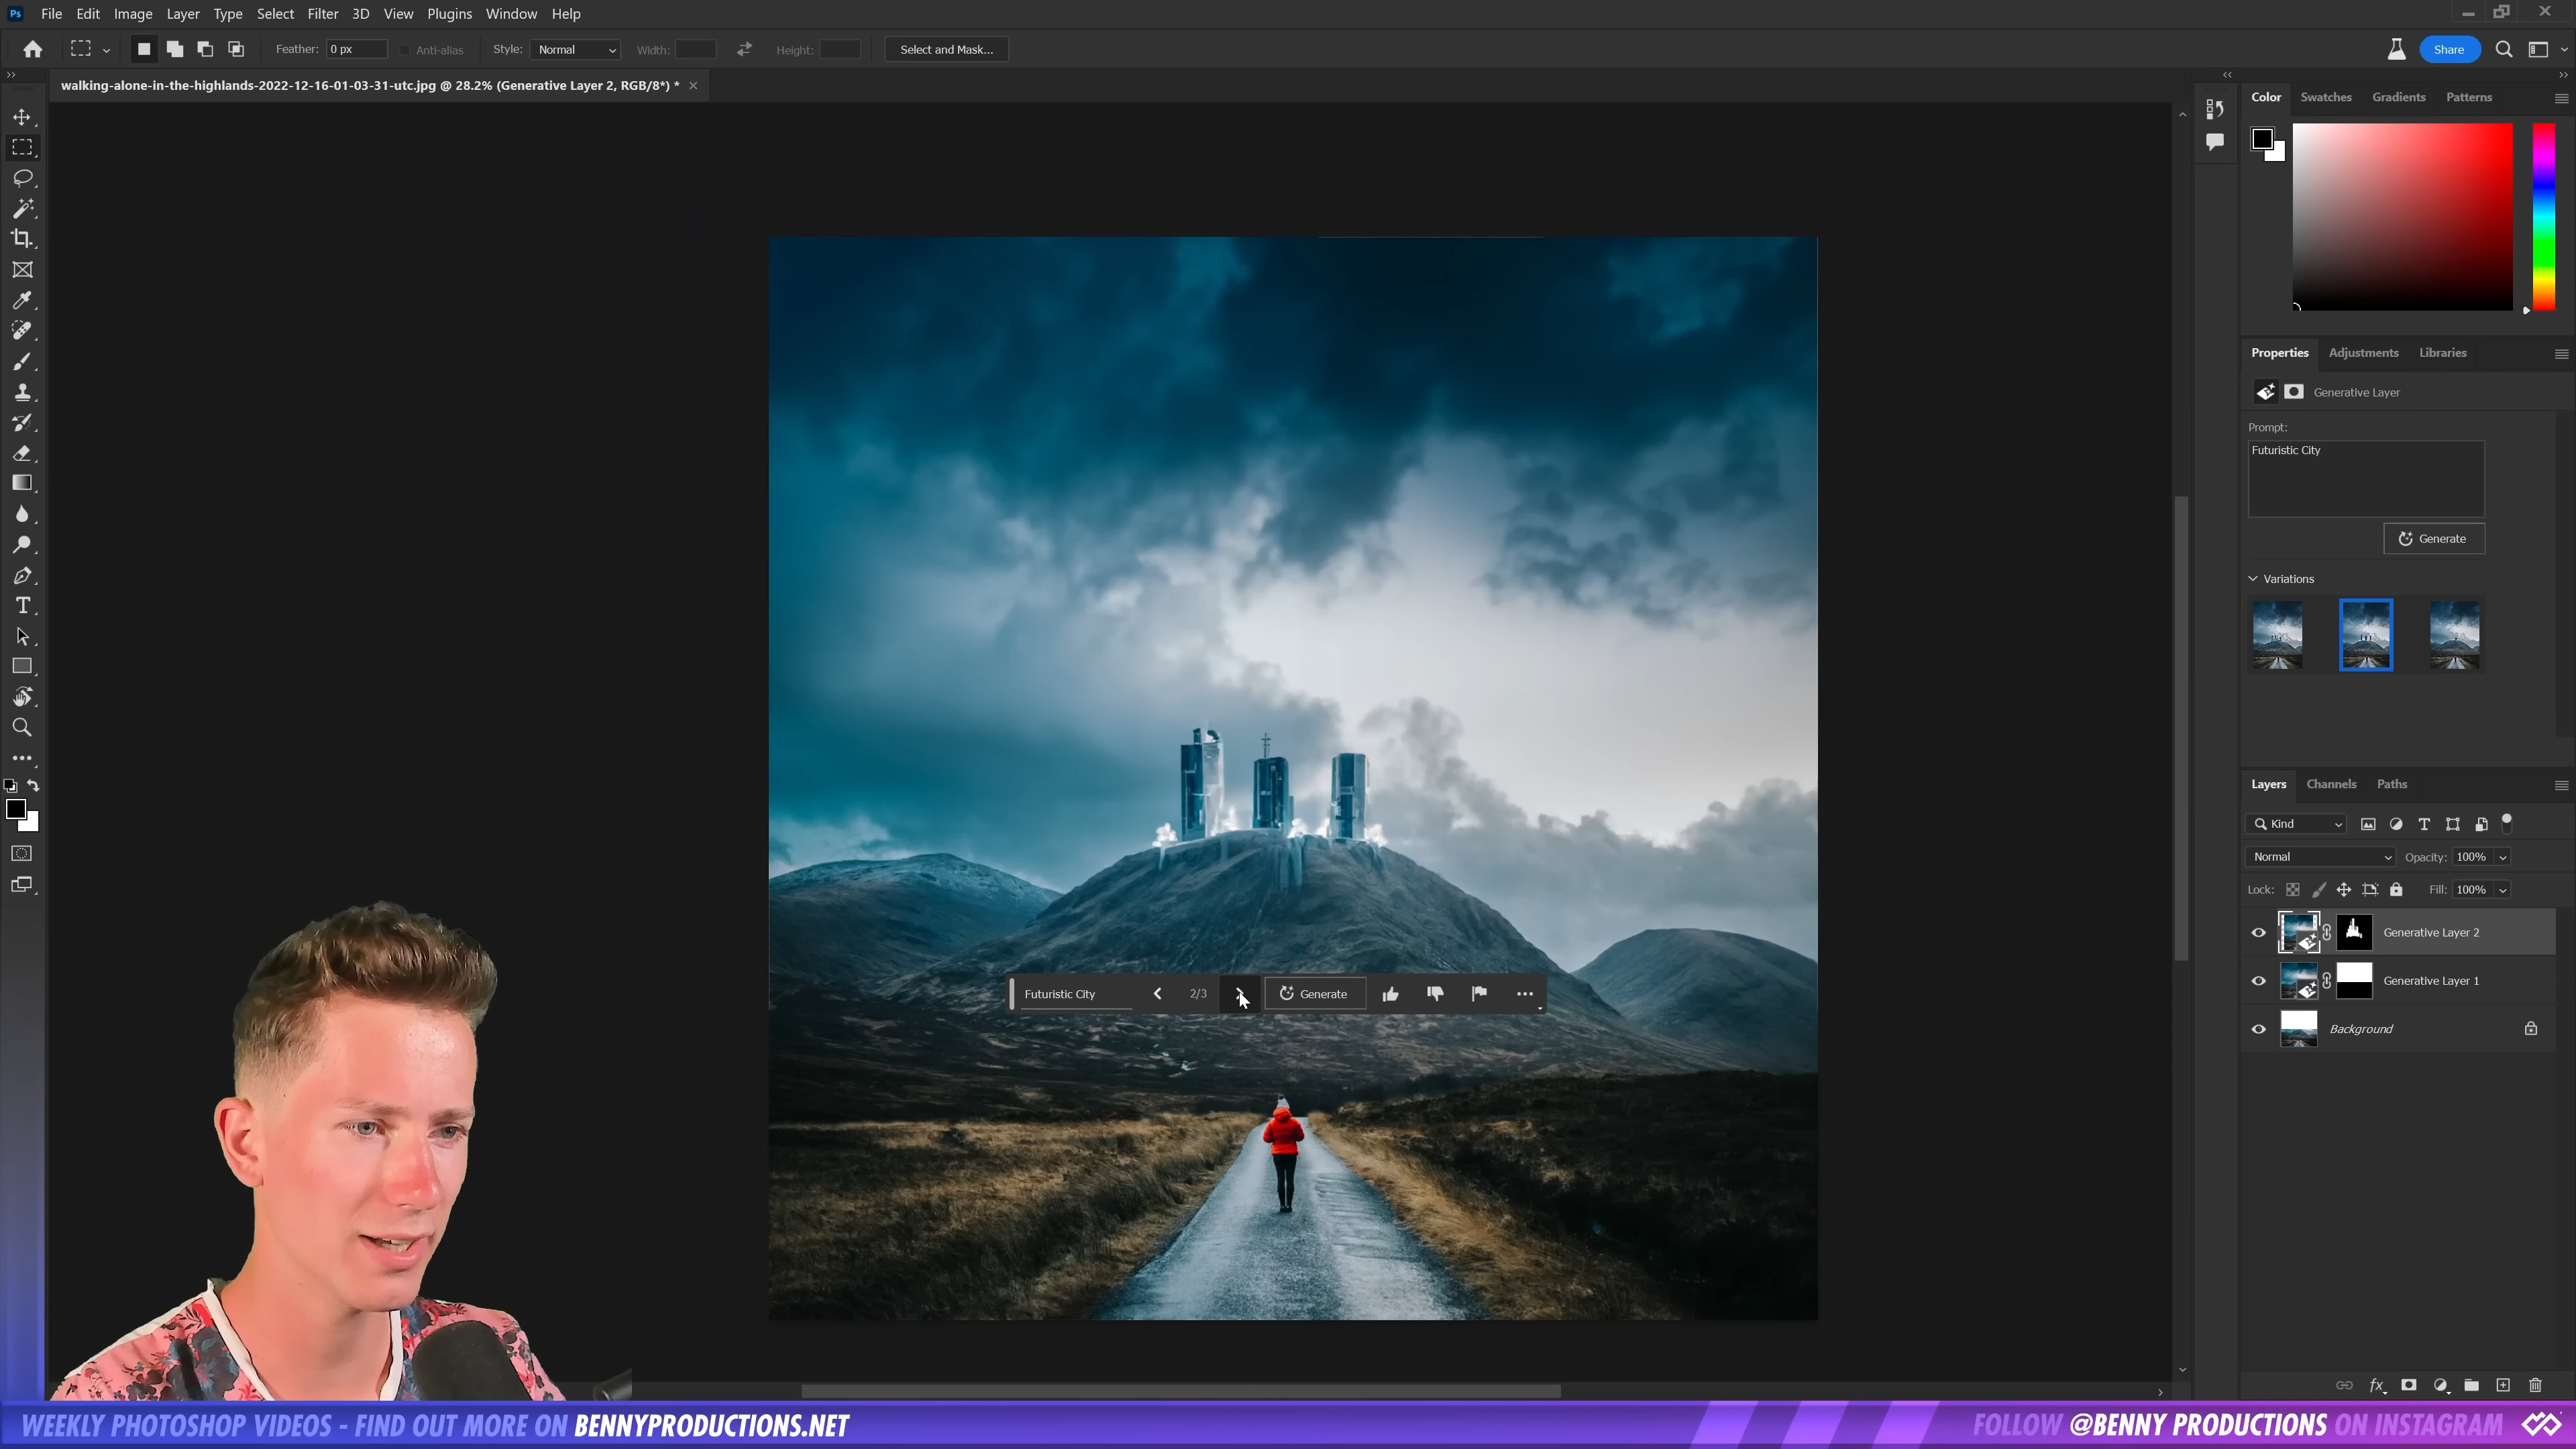 Ps File Edit Image Layer Type Select Filter 3D View Plugins Window Help
Feather: 0 px Anti-alias Style: Normal Width: Height: Select and Mask... Share
walking-alone-in-the-highlands-2022-12-16-01-03-31-utc.jpg @ 28.2% (Generative Layer 2, RGB/8*) *
Color Swatches Gradients Patterns
Properties Adjustments Libraries
Generative Layer
Prompt:
Futuristic City
Generate
Variations
Layers Channels Paths
Kind
Normal Opacity: 100%
Lock: Fill: 100%
Generative Layer 2
Generative Layer 1
Background
Futuristic City 2/3 Generate
WEEKLY PHOTOSHOP VIDEOS - FIND OUT MORE ON BENNYPRODUCTIONS.NET
FOLLOW @BENNY PRODUCTIONS ON INSTAGRAM